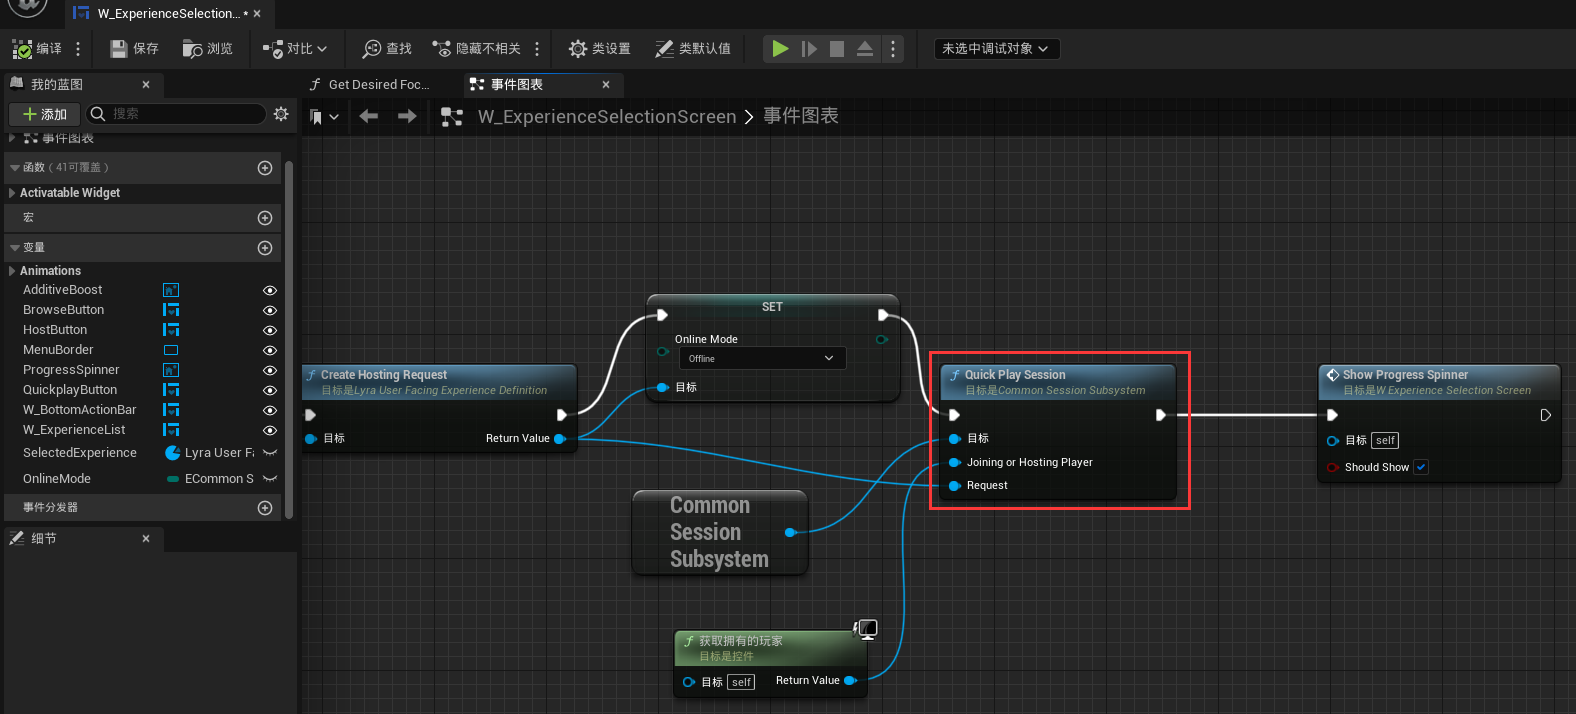 W_ExperienceSelection... •
编译
保存
浏览
对比
查找
隐藏不相关
类设置
类默认值
未选中调试对象
我的蓝图
Get Desired Foc...
事件图表
添加
搜索
W_ExperienceSelectionScreen
事件图表
事件图表
函数（41可覆盖）
Activatable Widget
宏
变量
Animations
AdditiveBoost
BrowseButton
HostButton
MenuBorder
ProgressSpinner
QuickplayButton
W_BottomActionBar
W_ExperienceList
SelectedExperience
Lyra User Fa
OnlineMode
ECommon S
事件分发器
细节
SET
Online Mode
Offline
目标
Create Hosting Request
目标是Lyra User Facing Experience Definition
目标
Return Value
Quick Play Session
目标是Common Session Subsystem
目标
Joining or Hosting Player
Request
Show Progress Spinner
目标是W Experience Selection Screen
目标 self
Should Show
Common
Session
Subsystem
获取拥有的玩家
目标是控件
目标 self
Return Value